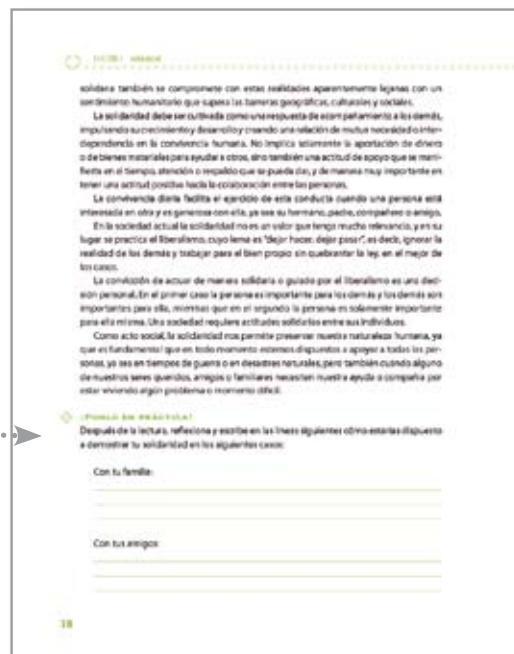 solidaria también se compromete con estas realidades aparentemente lejanas con un
sentimiento humanitario que supera las barreras geográficas, culturales y sociales.
La solidaridad debe ser cultivada como una respuesta de acompañamiento a los demás,
impulsando su crecimiento y desarrollo y creando una relación de mutua necesidad o inter-
dependencia en la convivencia humana. No implica solamente la aportación de dinero
o de bienes materiales para ayudar a otros, sino también una actitud de apoyo que se mani-
fiesta en el tiempo, atención o respaldo que se pueda dar, y de manera muy importante en
tener una actitud positiva hacia la colaboración entre las personas.
La convivencia diaria facilita el ejercicio de esta conducta cuando una persona está
interesada en otra y es generosa con ella, ya sea su hermano, padre, compañero o amigo.
En la sociedad actual la solidaridad no es un valor que tenga mucha relevancia, y en su
lugar se practica el liberalismo, cuyo lema es "dejar hacer, dejar pasar", es decir, ignorar la
realidad de los demás y trabajar para el bien propio sin quebrantar la ley, en el mejor de
los casos.
La convicción de actuar de manera solidaria o guiado por el liberalismo es una deci-
sión personal. En el primer caso la persona es importante para los demás y los demás son
importantes para ella, mientras que en el segundo la persona es solamente importante
para ella misma. Una sociedad requiere actitudes solidarias entre sus individuos.
Como acto social, la solidaridad nos permite preservar nuestra naturaleza humana, ya
que es fundamental que en todo momento estemos dispuestos a apoyar a todas las per-
sonas, ya sea en tiempos de guerra o en desastres naturales, pero también cuando alguno
de nuestros seres queridos, amigos o familiares necesiten nuestra ayuda o compañía por
estar viviendo algún problema o momento difícil.
¡PONLO EN PRÁCTICA!
Después de la lectura, reflexiona y escribe en las líneas siguientes cómo estarías dispuesto
a demostrar tu solidaridad en los siguientes casos:
Con tu familia:
Con tus amigos:
38